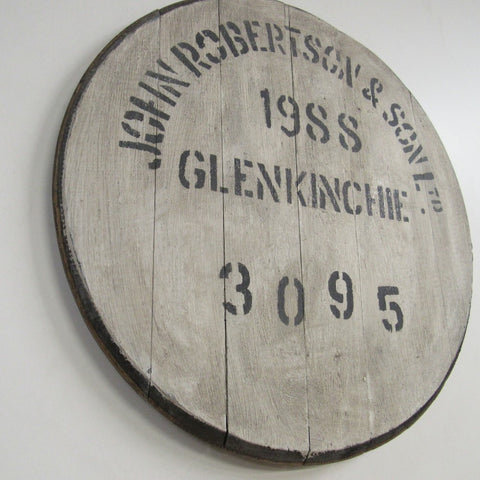 JOHN ROBERTSON & SON LTD.
1988
GLENKINCHIE
3095